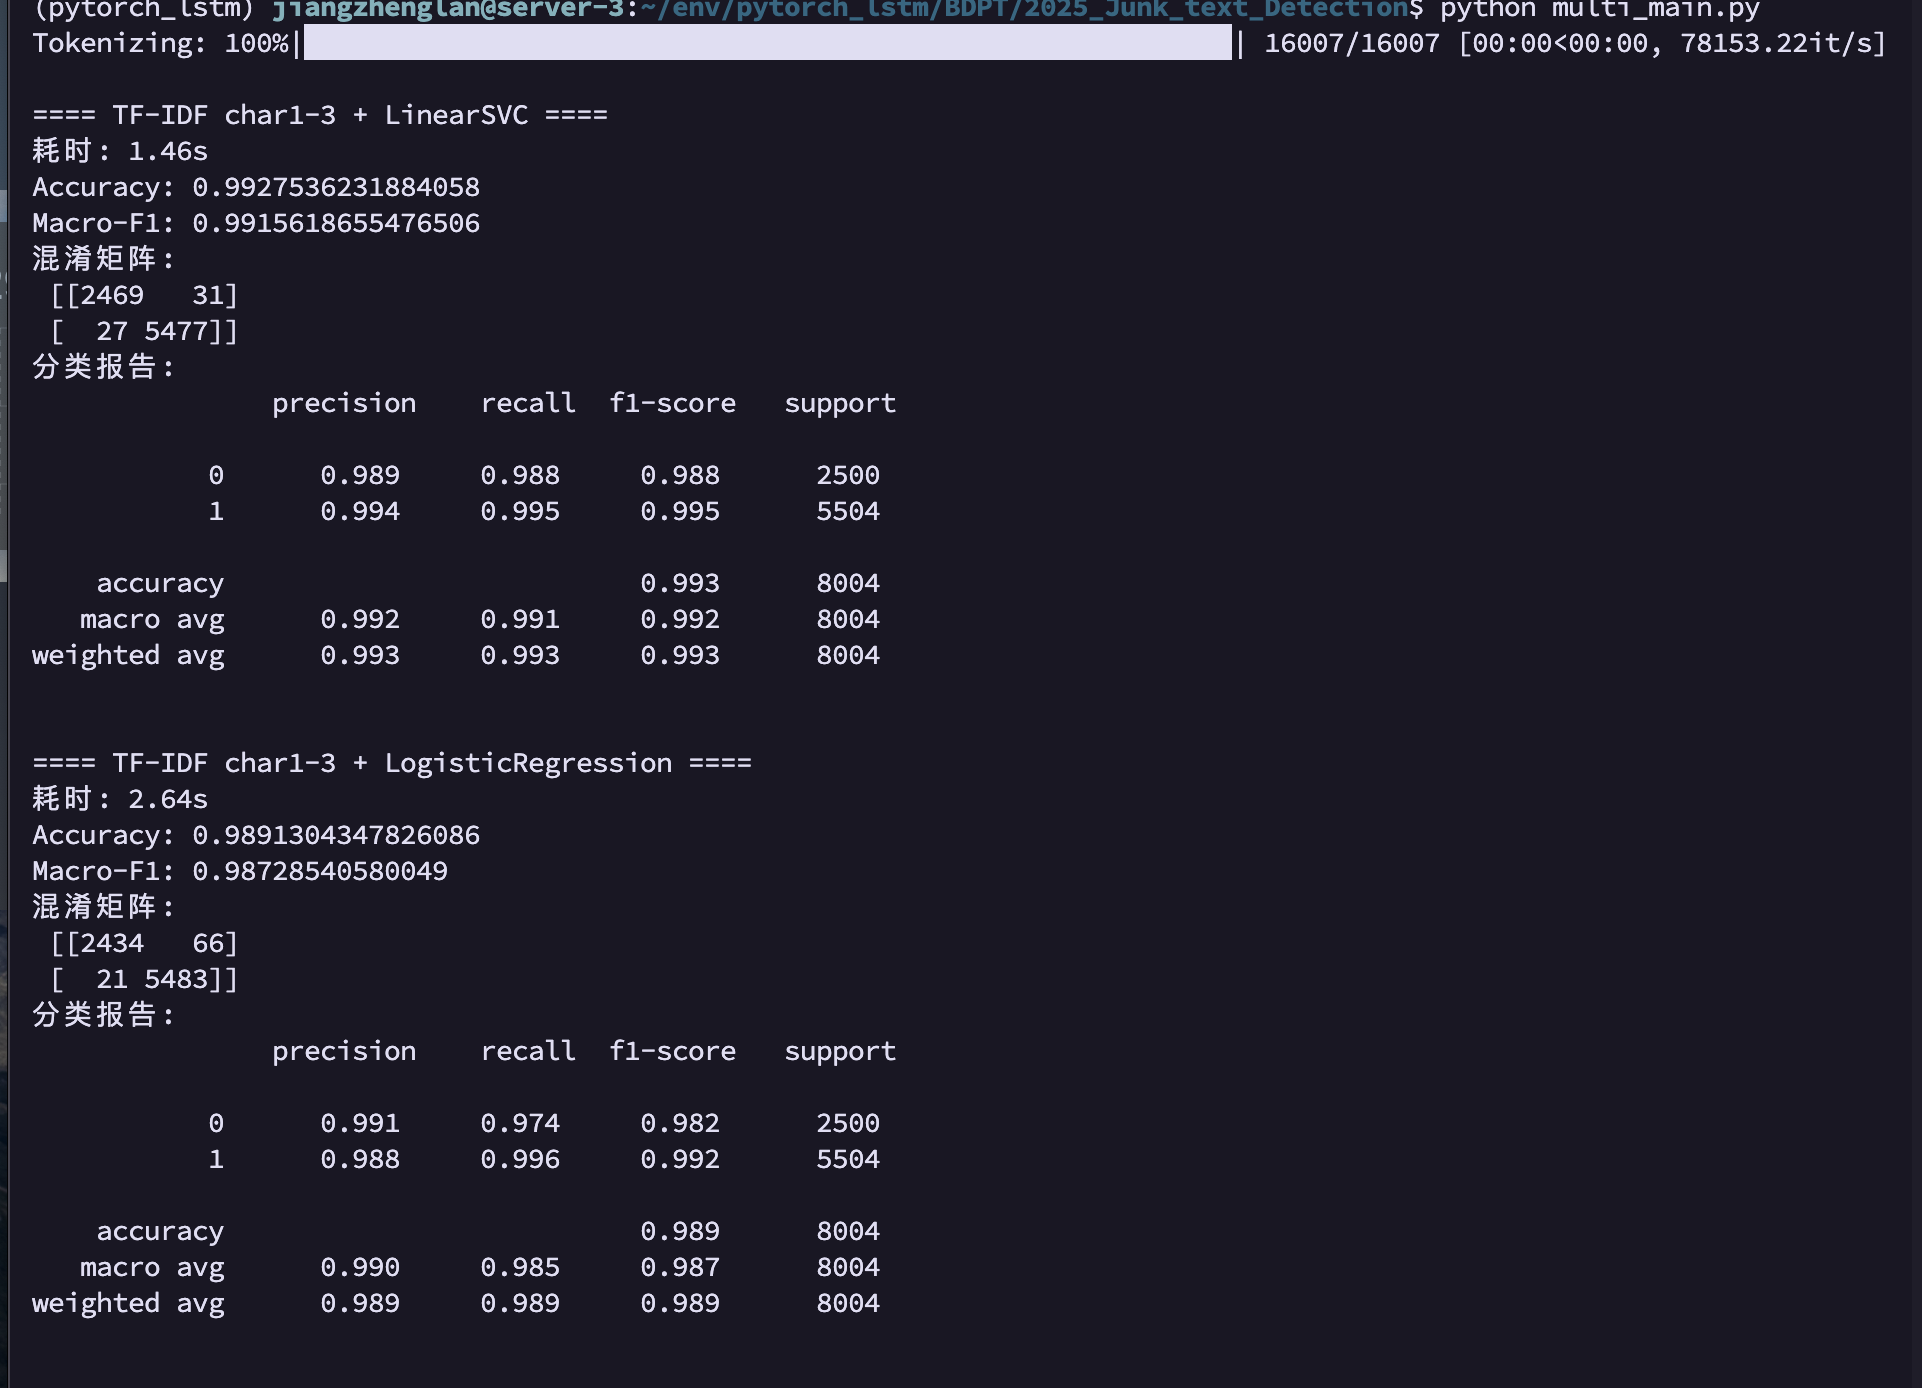 (pytorch_lstm) jiangzhenglan@server-3:~/env/pytorch_lstm/BDPT/2025_Junk_text_Detection$ python multi_main.py
Tokenizing: 100%| | 16007/16007 [00:00<00:00, 78153.22it/s]
==== TF-IDF char1-3 + LinearSVC ====
耗时: 1.46s
Accuracy: 0.9927536231884058
Macro-F1: 0.9915618655476506
混淆矩阵:
[[2469 31]
[ 27 5477]]
分类报告:
precision recall f1-score support
0 0.989 0.988 0.988 2500
1 0.994 0.995 0.995 5504
accuracy 0.993 8004
macro avg 0.992 0.991 0.992 8004
weighted avg 0.993 0.993 0.993 8004
==== TF-IDF char1-3 + LogisticRegression ====
耗时: 2.64s
Accuracy: 0.9891304347826086
Macro-F1: 0.98728540580049
混淆矩阵:
[[2434 66]
[ 21 5483]]
分类报告:
precision recall f1-score support
0 0.991 0.974 0.982 2500
1 0.988 0.996 0.992 5504
accuracy 0.989 8004
macro avg 0.990 0.985 0.987 8004
weighted avg 0.989 0.989 0.989 8004